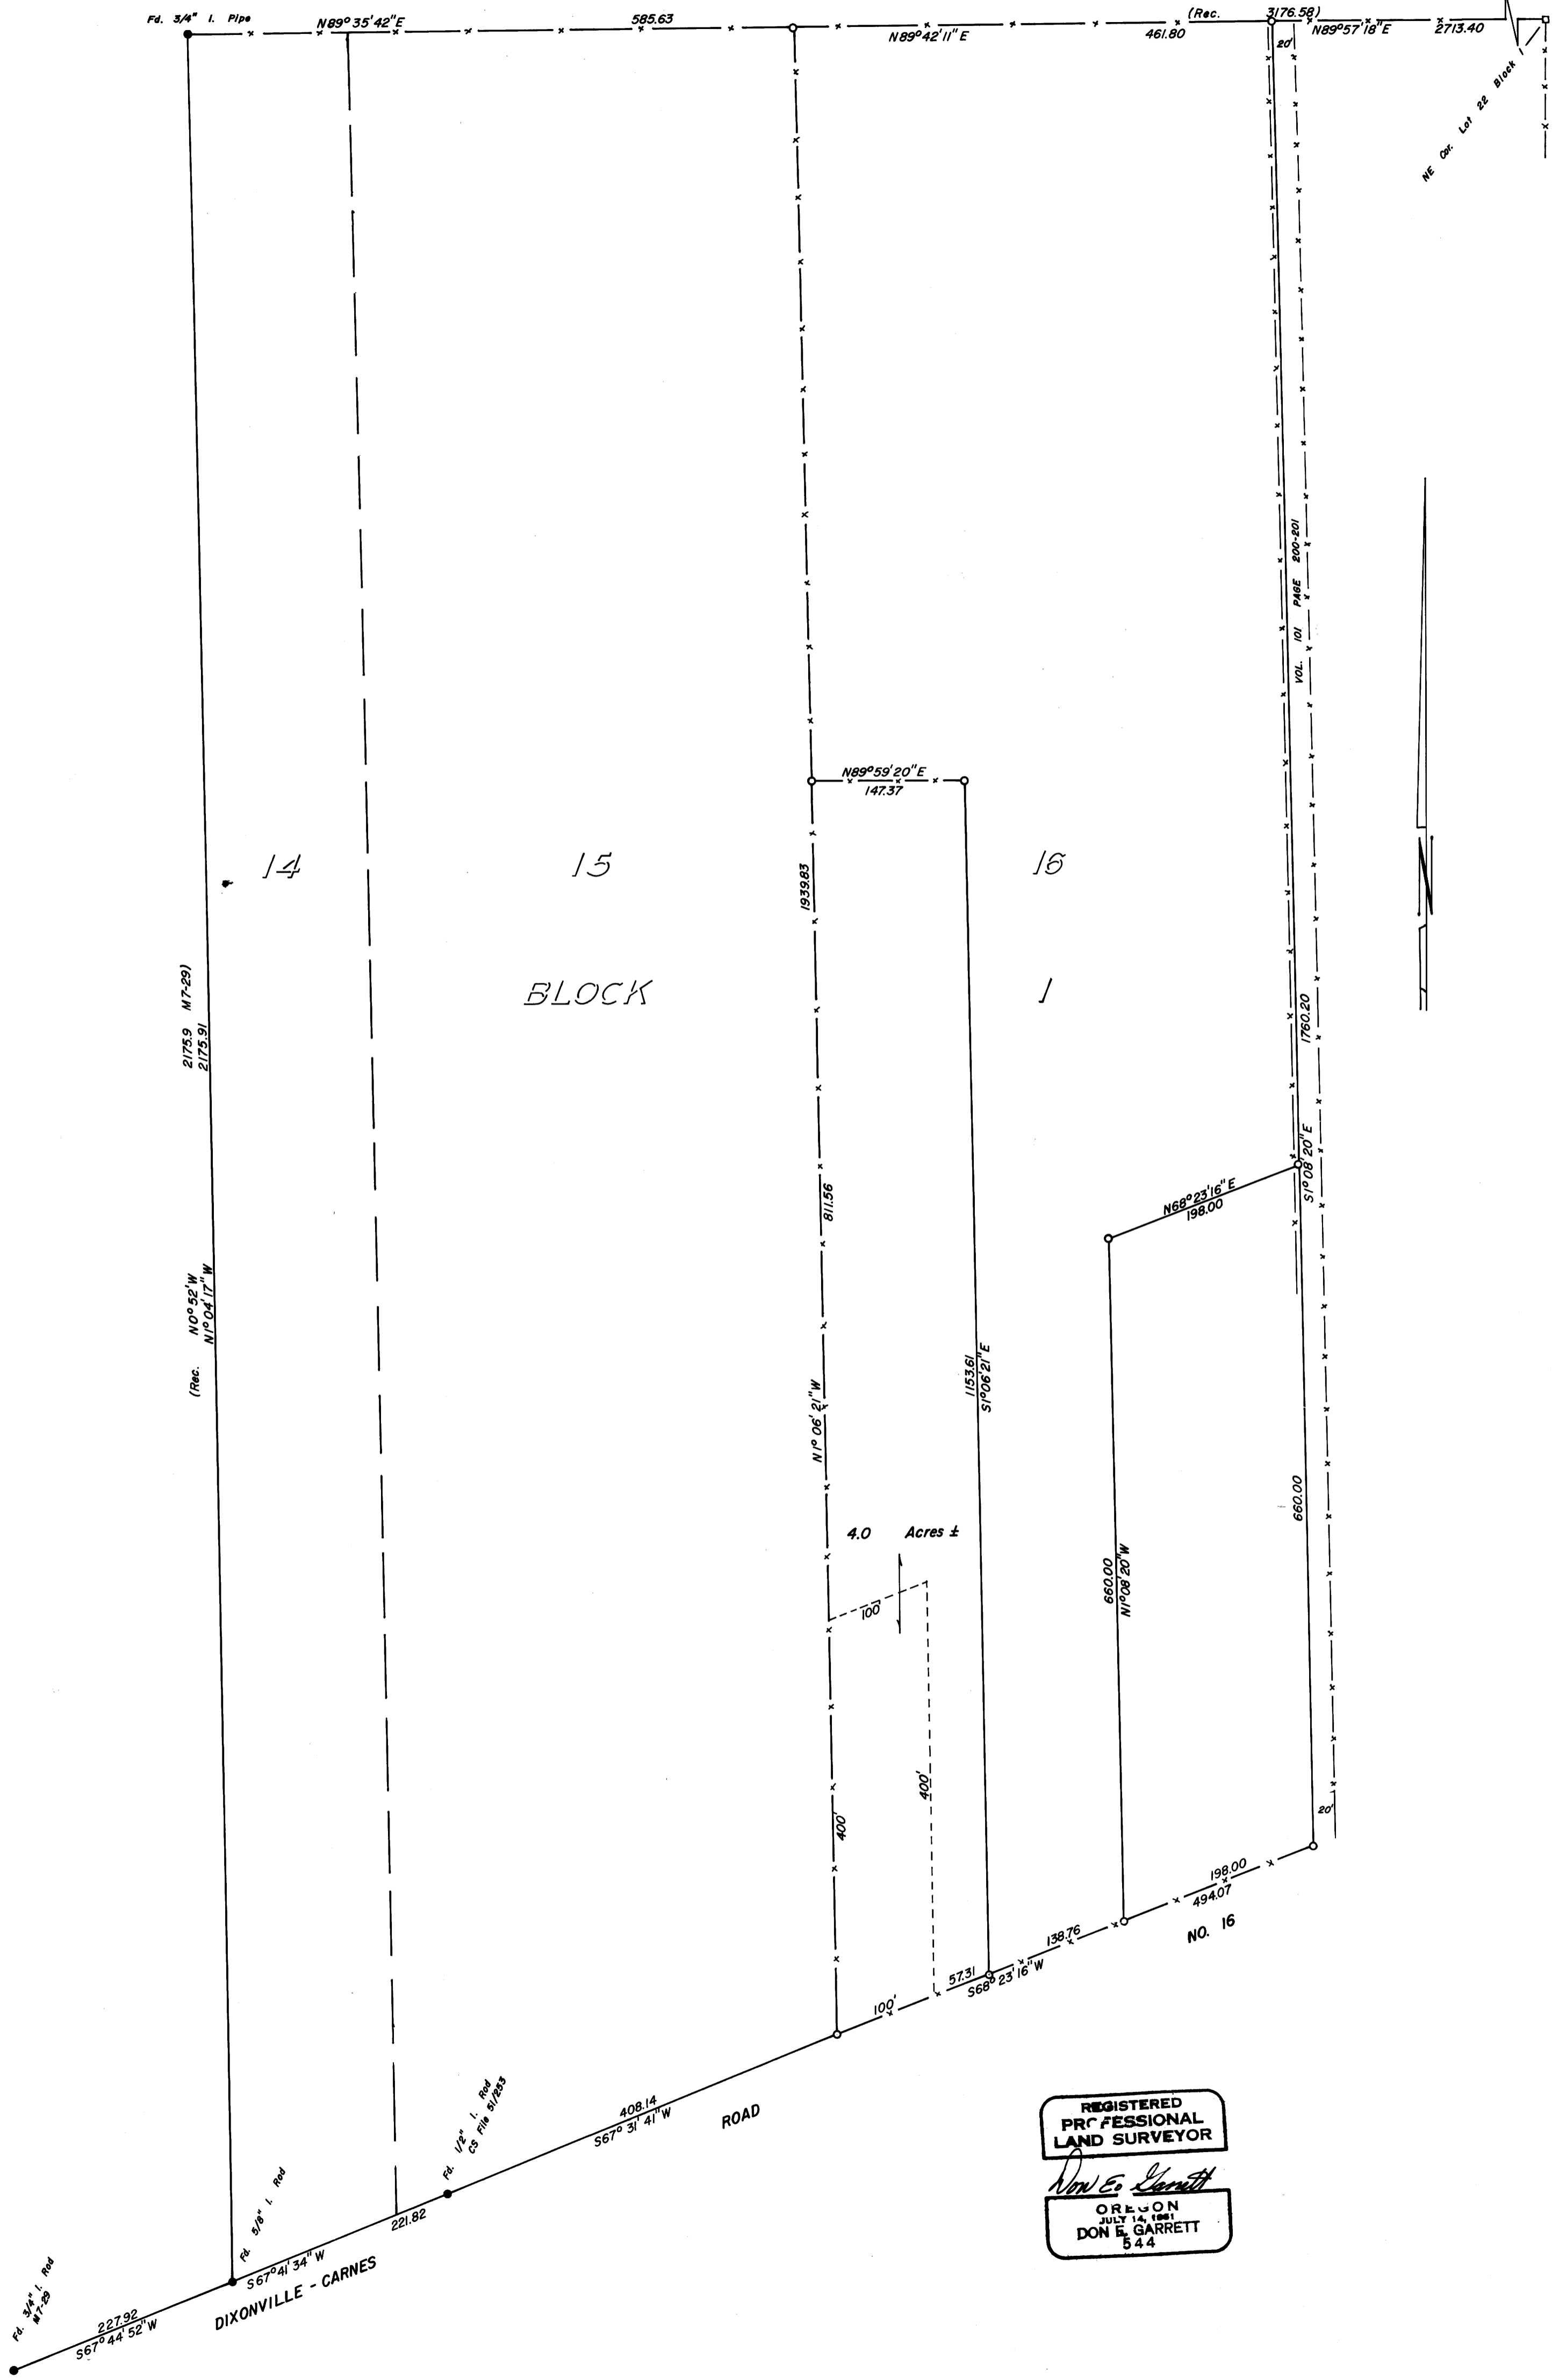 Fd. 3/4" I. Pipe
N89°35'42"E
585.63
N89°42'11"E
(Rec. 3176.58)
461.80
20'
N89°57'18"E
2713.40
NE Cor. Lot 22 Block 1
VOL. 101 PAGE 200-201
N89°59'20"E
147.37
14
15
16
1939.83
BLOCK
1
2175.9 M7-29)
2175.91
1760.20
811.56
S1°08'20"E
N68°23'16"E
198.00
(Rec. N0°52'W
N1°04'17"W
N1°06'21"W
1153.61
S1°06'21"E
660.00
4.0 Acres ±
660.00
N1°08'20"W
100'
400'
400'
20'
198.00
494.07
NO. 16
138.76
57.31
S68°23'16"W
100'
408.14
S67°31'41"W
ROAD
Fd. 1/2" I. Rod
CS File 51/253
221.82
Fd. 5/8" I. Rod
S67°41'34"W
DIXONVILLE - CARNES
Fd. 3/4" I. Rod
M7-29
227.92
S67°44'52"W
REGISTERED
PROFESSIONAL
LAND SURVEYOR
Don E. Garrett
OREGON
JULY 14, 1961
DON E. GARRETT
544
N